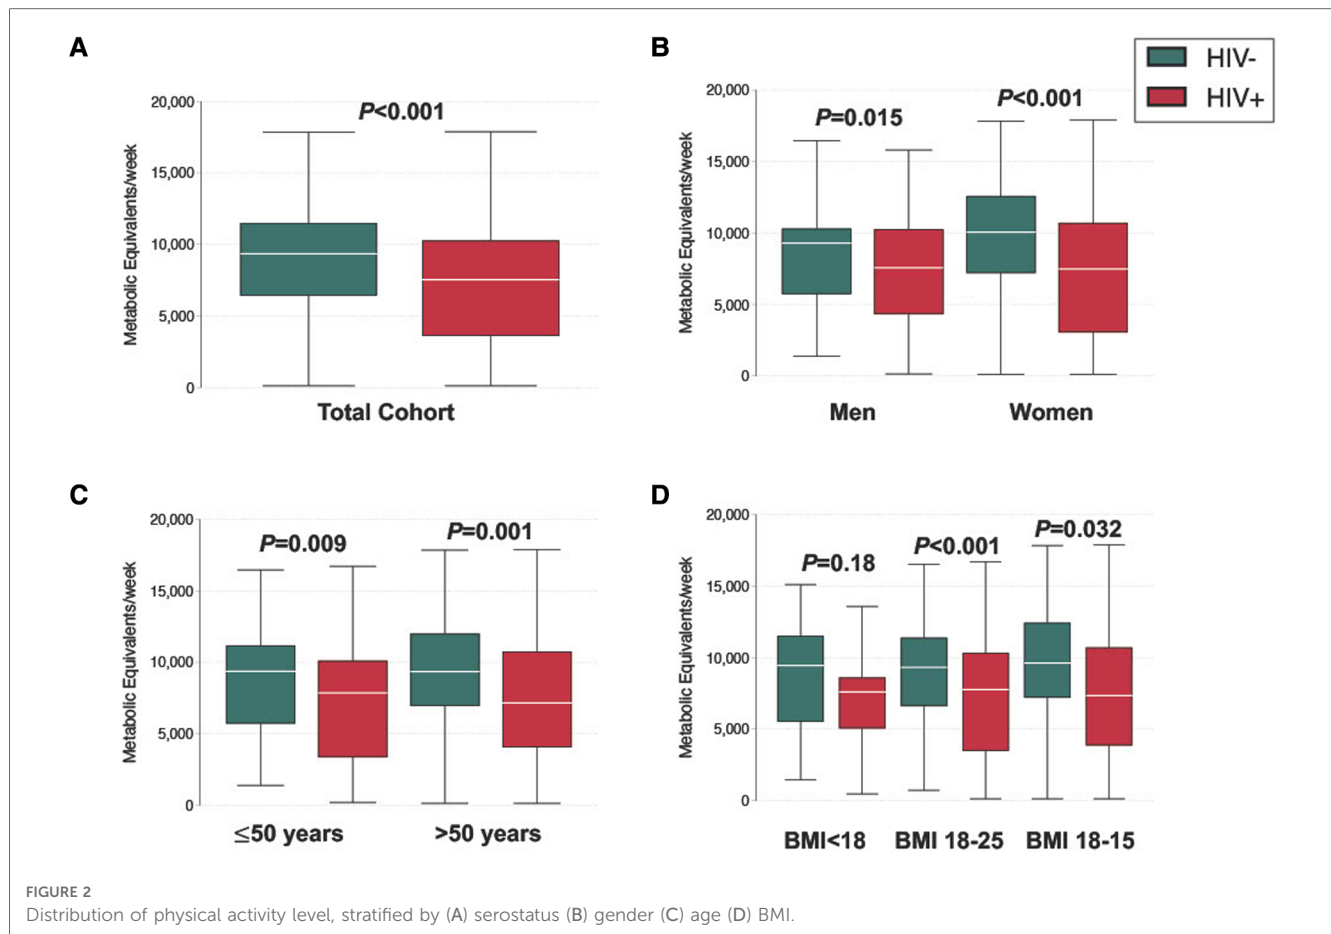 A
P<0.001
20,000
15,000
10,000
5,000
0
Metabolic Equivalents/week
Total Cohort
B
HIV-
HIV+
P=0.015
P<0.001
20,000
15,000
10,000
5,000
0
Metabolic Equivalents/week
Men
Women
C
P=0.009
P=0.001
20,000
15,000
10,000
5,000
0
Metabolic Equivalents/week
≤50 years
>50 years
D
P=0.18
P<0.001
P=0.032
20,000
15,000
10,000
5,000
0
Metabolic Equivalents/week
BMI<18
BMI 18-25
BMI 18-15
FIGURE 2
Distribution of physical activity level, stratified by (A) serostatus (B) gender (C) age (D) BMI.